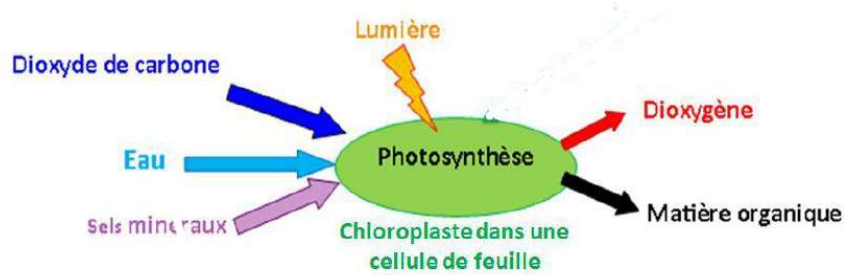 Lumière
Dioxyde de carbone
Dioxygène
Eau
Photosynthèse
Sels minéraux
Matière organique
Chloroplaste dans une
cellule de feuille